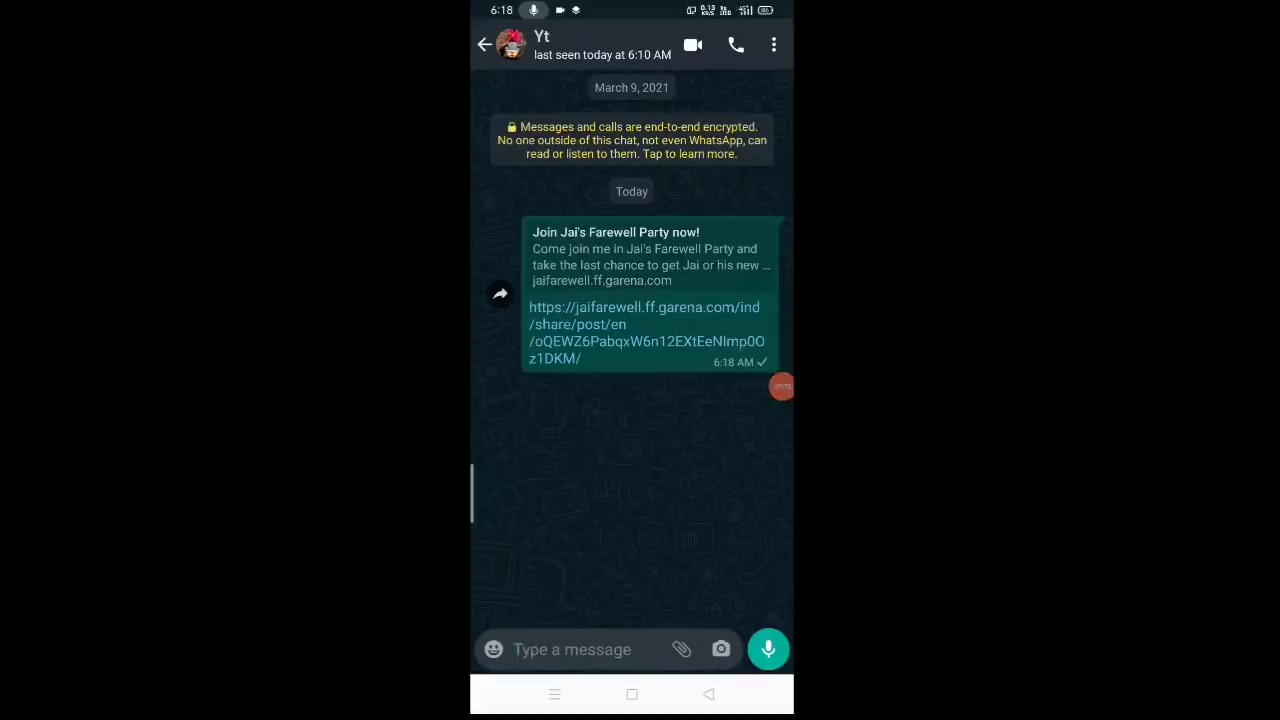 6:18
Yt
last seen today at 6:10 AM
March 9, 2021
Messages and calls are end-to-end encrypted.
No one outside of this chat, not even WhatsApp, can
read or listen to them. Tap to learn more.
Today
Join Jai's Farewell Party now!
Come join me in Jai's Farewell Party and
take the last chance to get Jai or his new ...
jaifarewell.ff.garena.com
https://jaifarewell.ff.garena.com/ind
/share/post/en
/oQEWZ6PabqxW6n12EXtEeNlmp0O
z1DKM/
6:18 AM
Type a message